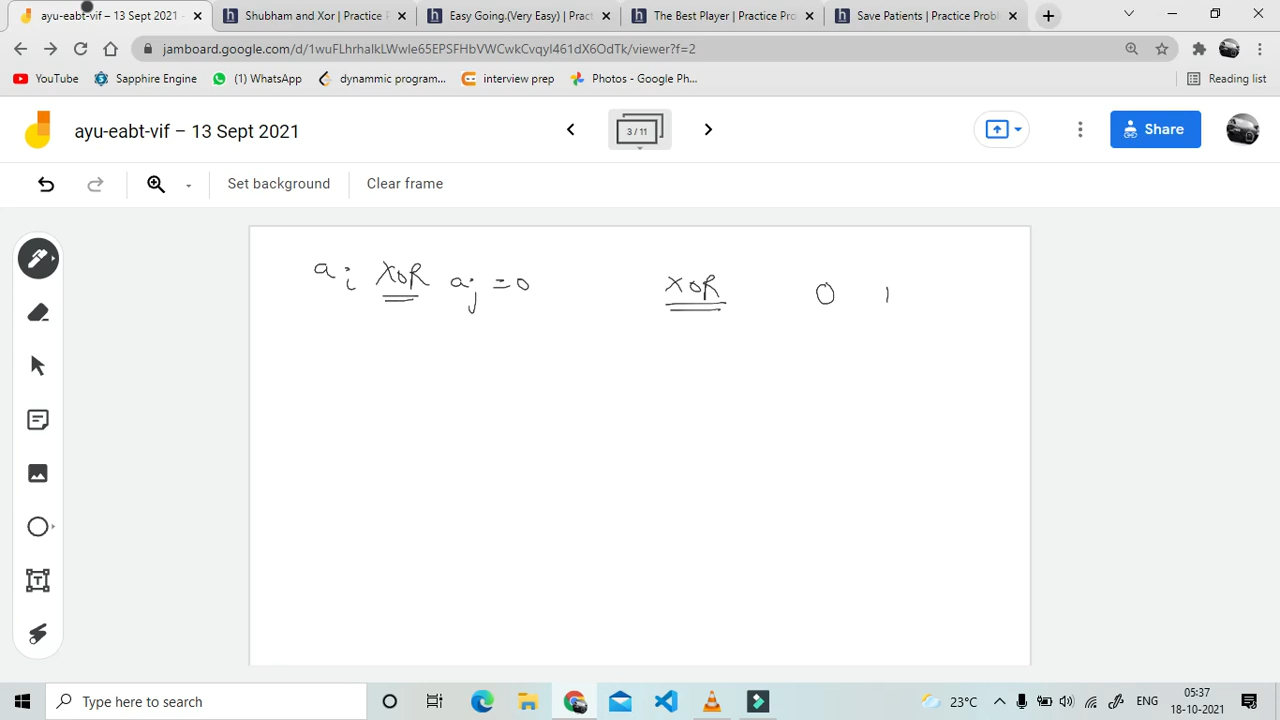 ayu-eabt-vif – 13 Sept 2021 -
Shubham and Xor | Practice P
Easy Going.(Very Easy) | Pract
The Best Player | Practice Pro
Save Patients | Practice Probl
jamboard.google.com/d/1wuFLhrhaIkLWwIe65EPSFHbVWCwkCvqyI461dX6OdTk/viewer?f=2
YouTube
Sapphire Engine
(1) WhatsApp
dynammic program...
interview prep
Photos - Google Ph...
Reading list
ayu-eabt-vif – 13 Sept 2021
3 / 11
Share
Set background
Clear frame
ai XOR aj = 0
XOR 0 1
Type here to search
23°C
ENG
05:37
18-10-2021